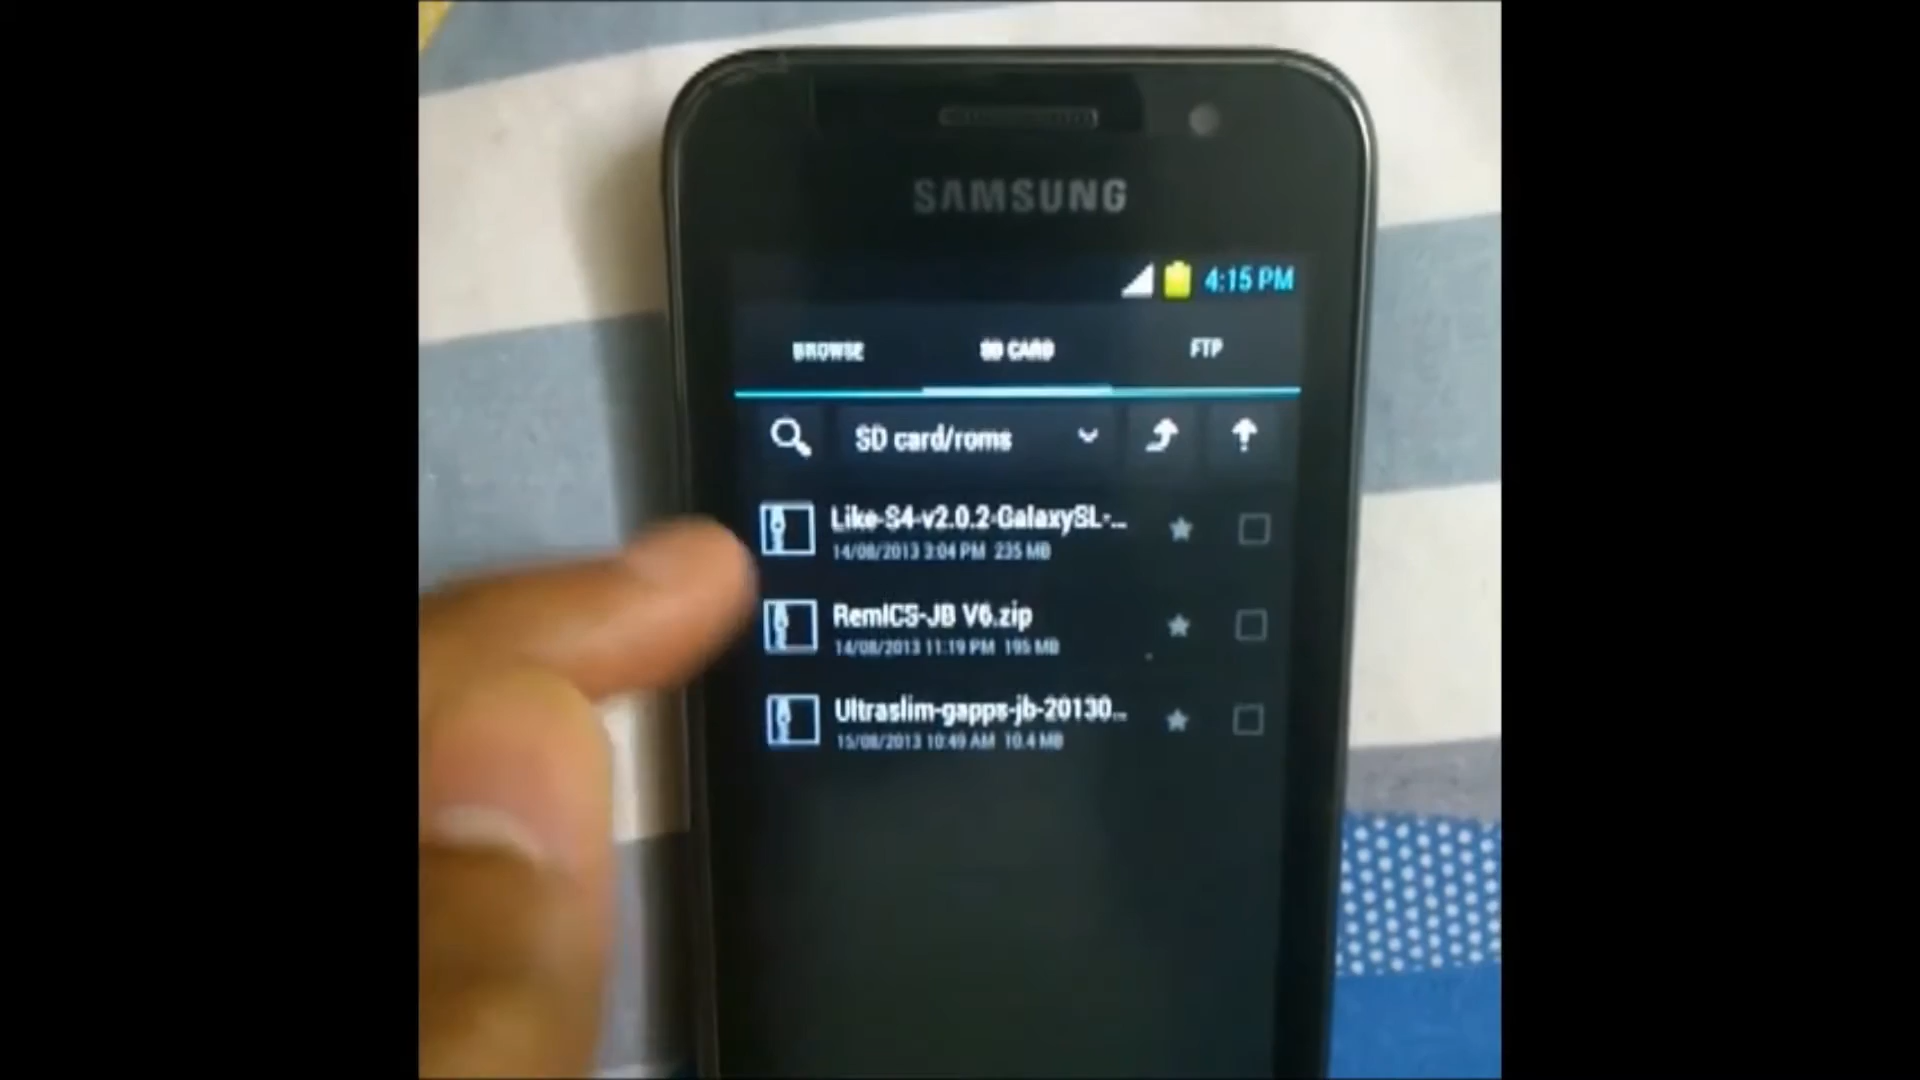 SAMSUNG
4:15 PM
BROWSE SD CARD FTP
SD card/roms
Like-S4-v2.0.2-GalaxySL-...
14/08/2013 3:04 PM 235 MB
RemICS-JB V6.zip
14/08/2013 11:19 PM 195 MB
Ultraslim-gapps-jb-20130...
15/08/2013 10:49 AM 10.4 MB